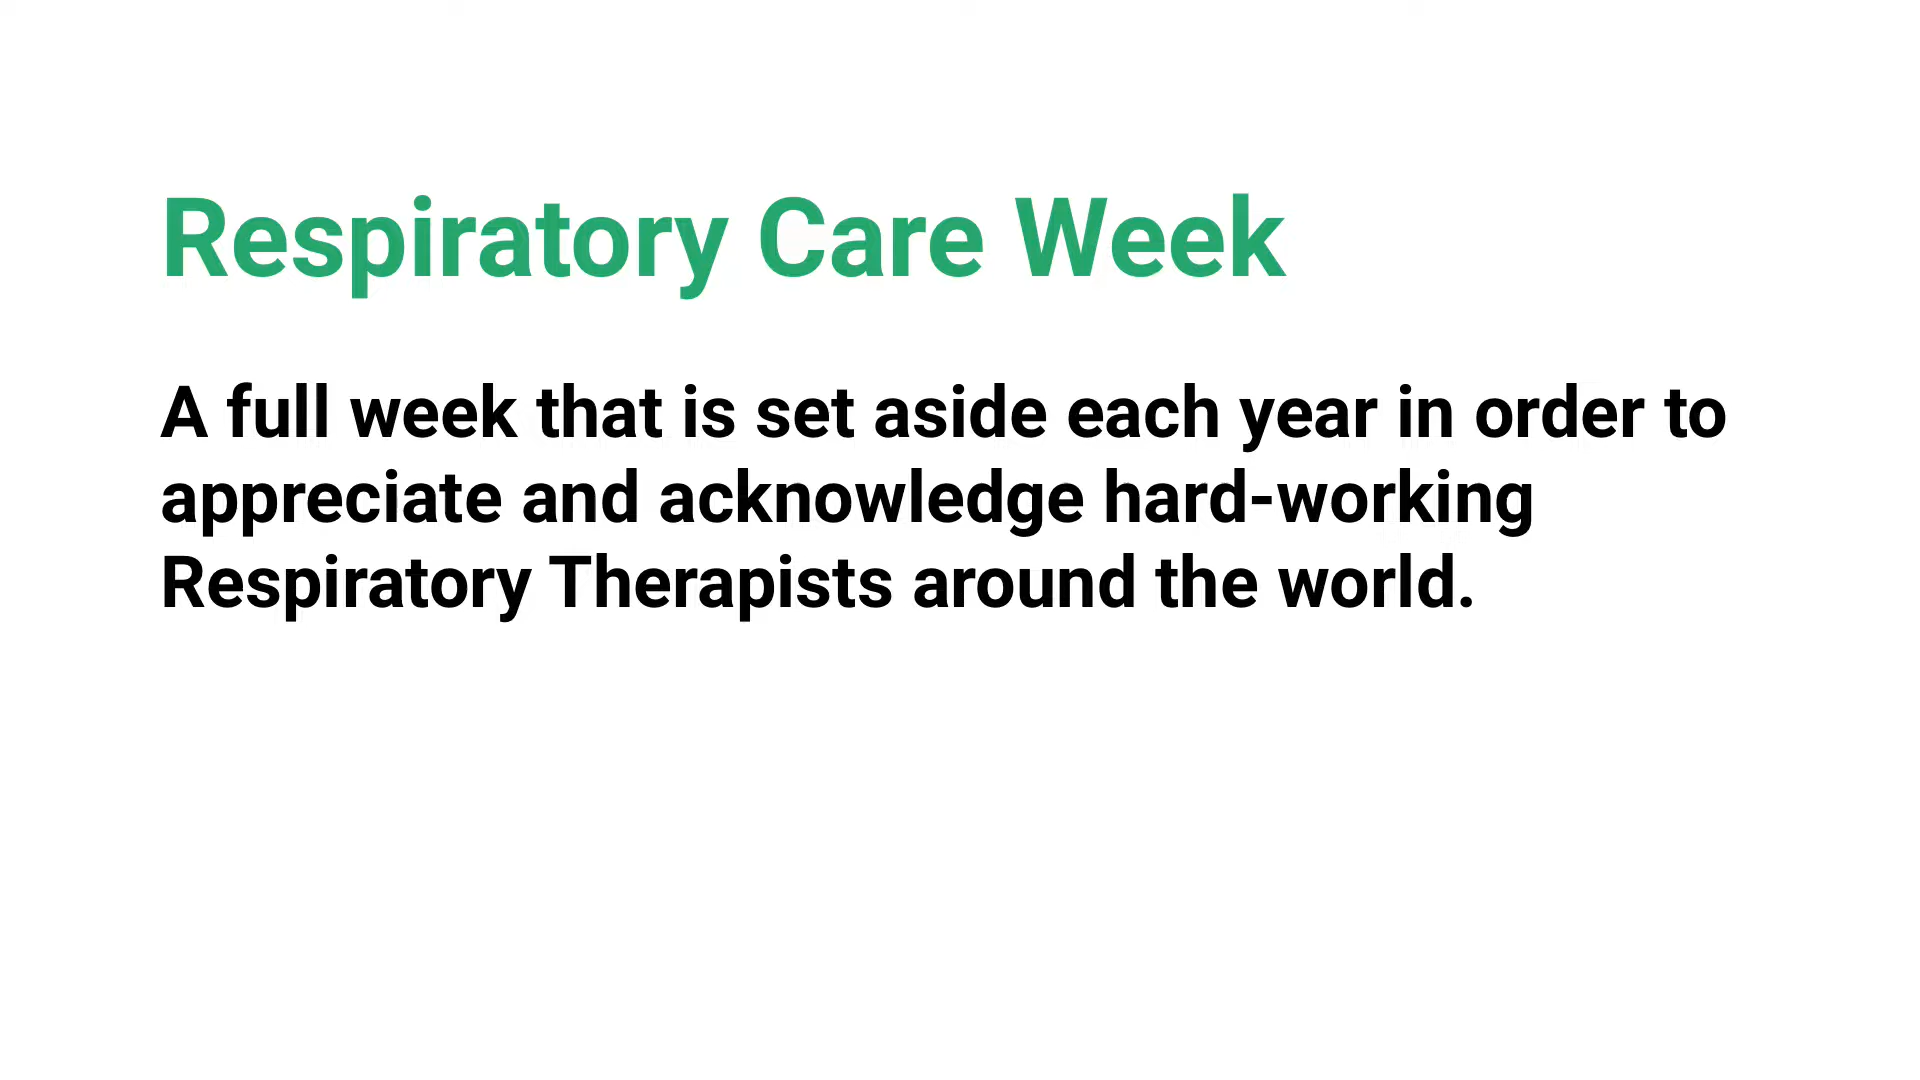 Respiratory Care Week
A full week that is set aside each year in order to
appreciate and acknowledge hard-working
Respiratory Therapists around the world.